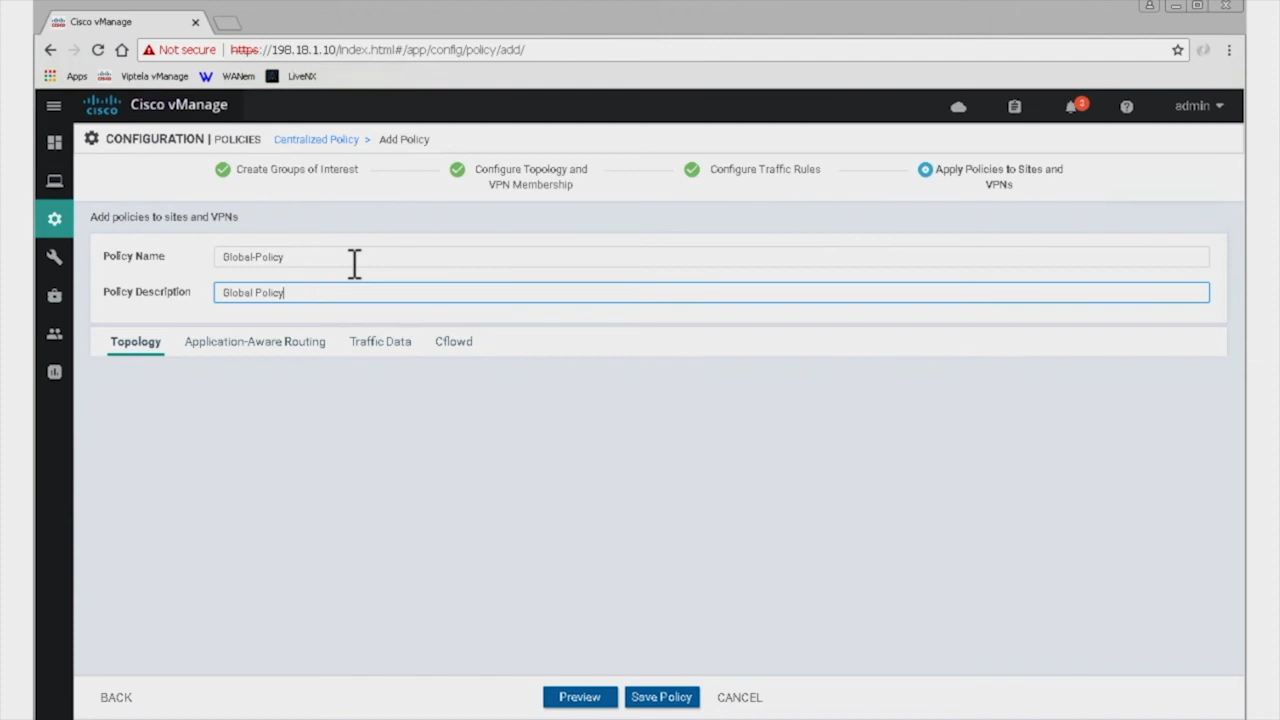 Cisco vManage
Not secure https://198.18.1.10/index.html#/app/config/policy/add/
Apps Viptela vManage WANem LiveNX
cisco Cisco vManage 3 admin
CONFIGURATION | POLICIES Centralized Policy > Add Policy
Create Groups of Interest
Configure Topology and
VPN Membership
Configure Traffic Rules
Apply Policies to Sites and
VPNs
Add policies to sites and VPNs
Policy Name Global-Policy
Policy Description Global Policy
Topology Application-Aware Routing Traffic Data Cflowd
BACK Preview Save Policy CANCEL